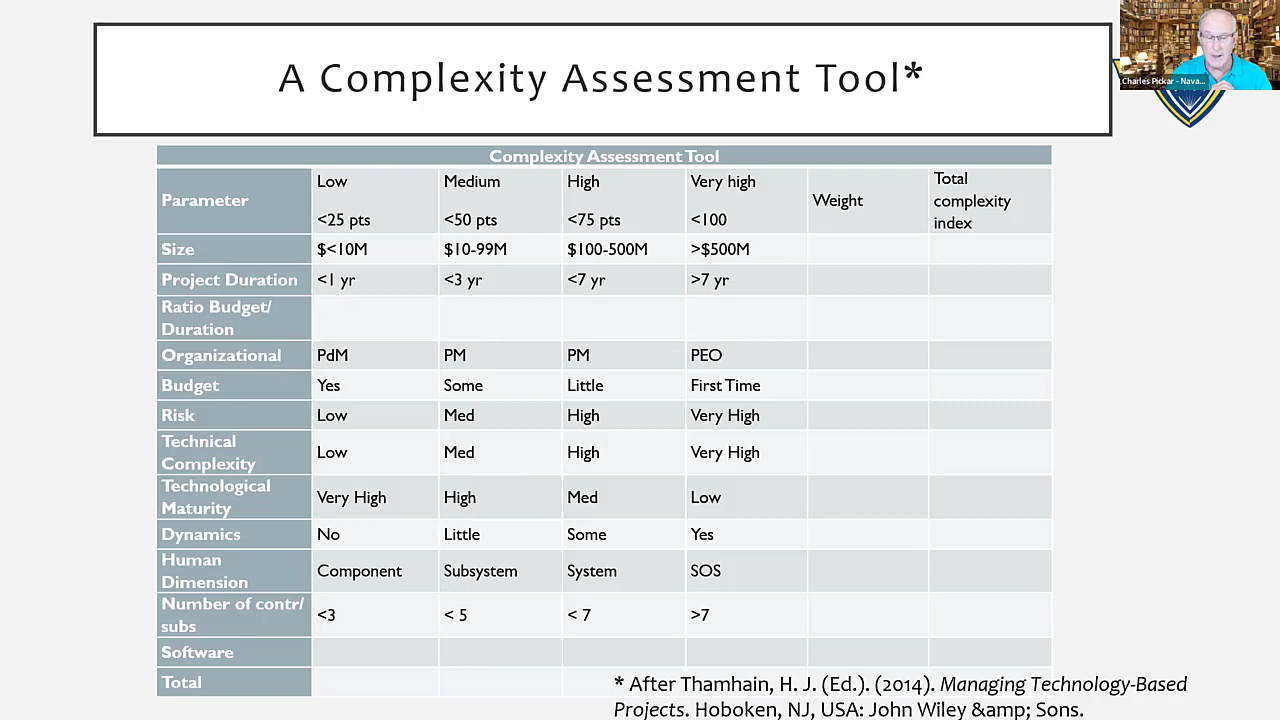 A Complexity Assessment Tool*
Charles Pickar - Nava...
Complexity Assessment Tool
Parameter Low <25 pts Medium <50 pts High <75 pts Very high <100 Weight Total complexity index
Size $<10M $10-99M $100-500M >$500M
Project Duration <1 yr <3 yr <7 yr >7 yr
Ratio Budget/
Duration
Organizational PdM PM PM PEO
Budget Yes Some Little First Time
Risk Low Med High Very High
Technical
Complexity Low Med High Very High
Technological
Maturity Very High High Med Low
Dynamics No Little Some Yes
Human
Dimension Component Subsystem System SOS
Number of contr/
subs <3 < 5 < 7 >7
Software
Total
* After Thamhain, H. J. (Ed.). (2014). Managing Technology-Based
Projects. Hoboken, NJ, USA: John Wiley &amp; Sons.